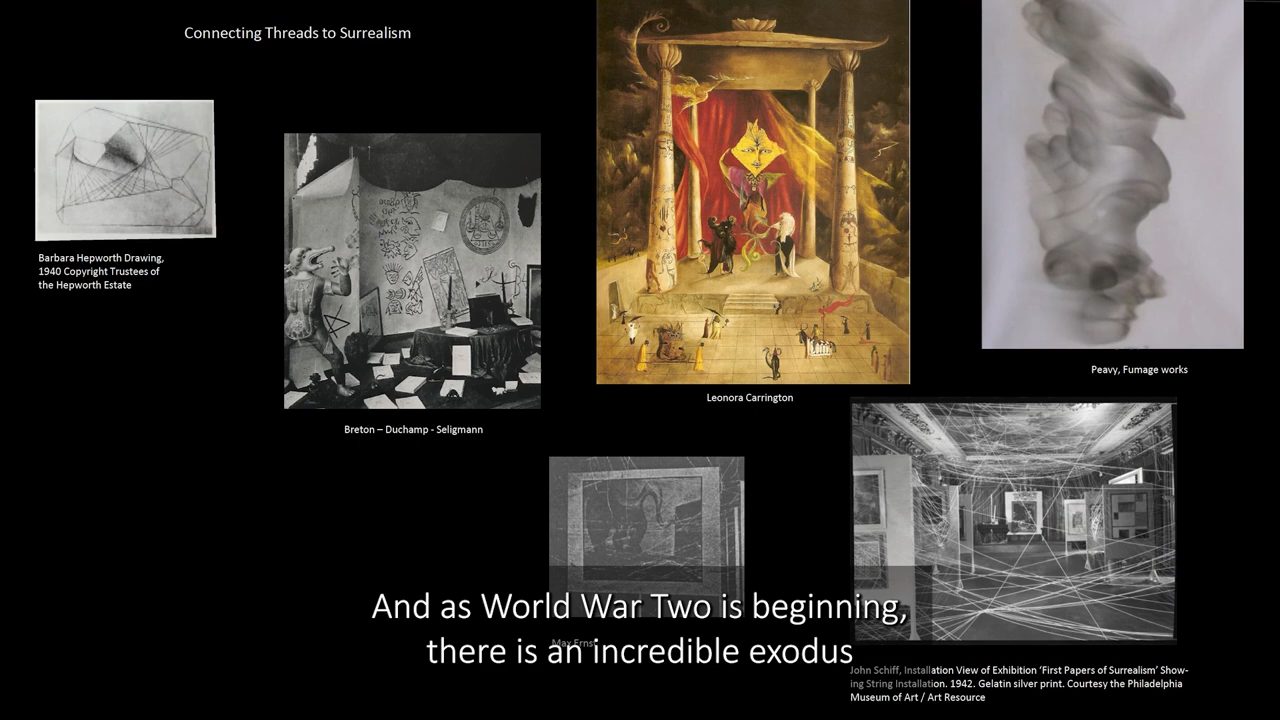 Connecting Threads to Surrealism
Barbara Hepworth Drawing,
1940 Copyright Trustees of
the Hepworth Estate
Breton – Duchamp - Seligmann
Leonora Carrington
Peavy, Fumage works
Max Ernst
And as World War Two is beginning,
there is an incredible exodus
John Schiff, Installation View of Exhibition ‘First Papers of Surrealism’ Show-
ing String Installation. 1942. Gelatin silver print. Courtesy the Philadelphia
Museum of Art / Art Resource